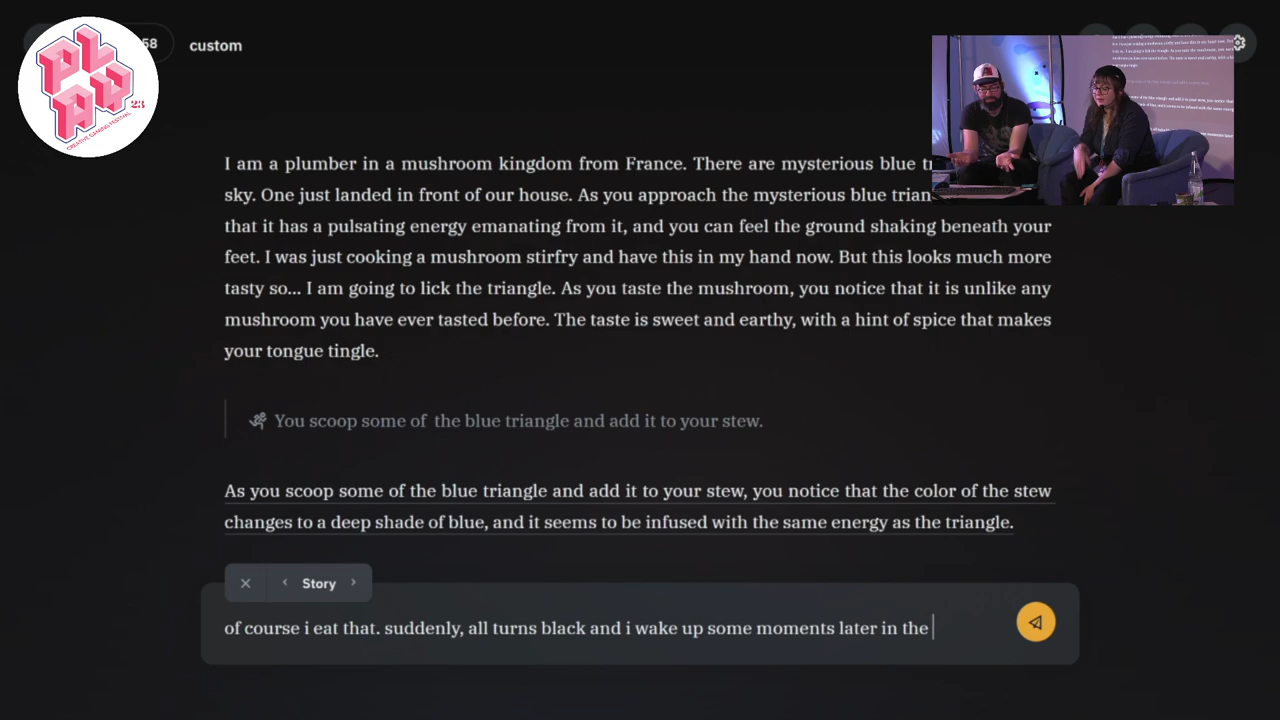 58
custom
PLAY
23
CREATIVE GAMING FESTIVAL
I am a plumber in a mushroom kingdom from France. There are mysterious blue
sky. One just landed in front of our house. As you approach the mysterious blue
that it has a pulsating energy emanating from it, and you can feel the ground shaking beneath your
feet. I was just cooking a mushroom stirfry and have this in my hand now. But this looks much more
tasty so... I am going to lick the triangle. As you taste the mushroom, you notice that it is unlike any
mushroom you have ever tasted before. The taste is sweet and earthy, with a hint of spice that makes
your tongue tingle.
You scoop some of the blue triangle and add it to your stew.
As you scoop some of the blue triangle and add it to your stew, you notice that the color of the stew
changes to a deep shade of blue, and it seems to be infused with the same energy as the triangle.
Story
of course i eat that. suddenly, all turns black and i wake up some moments later in the